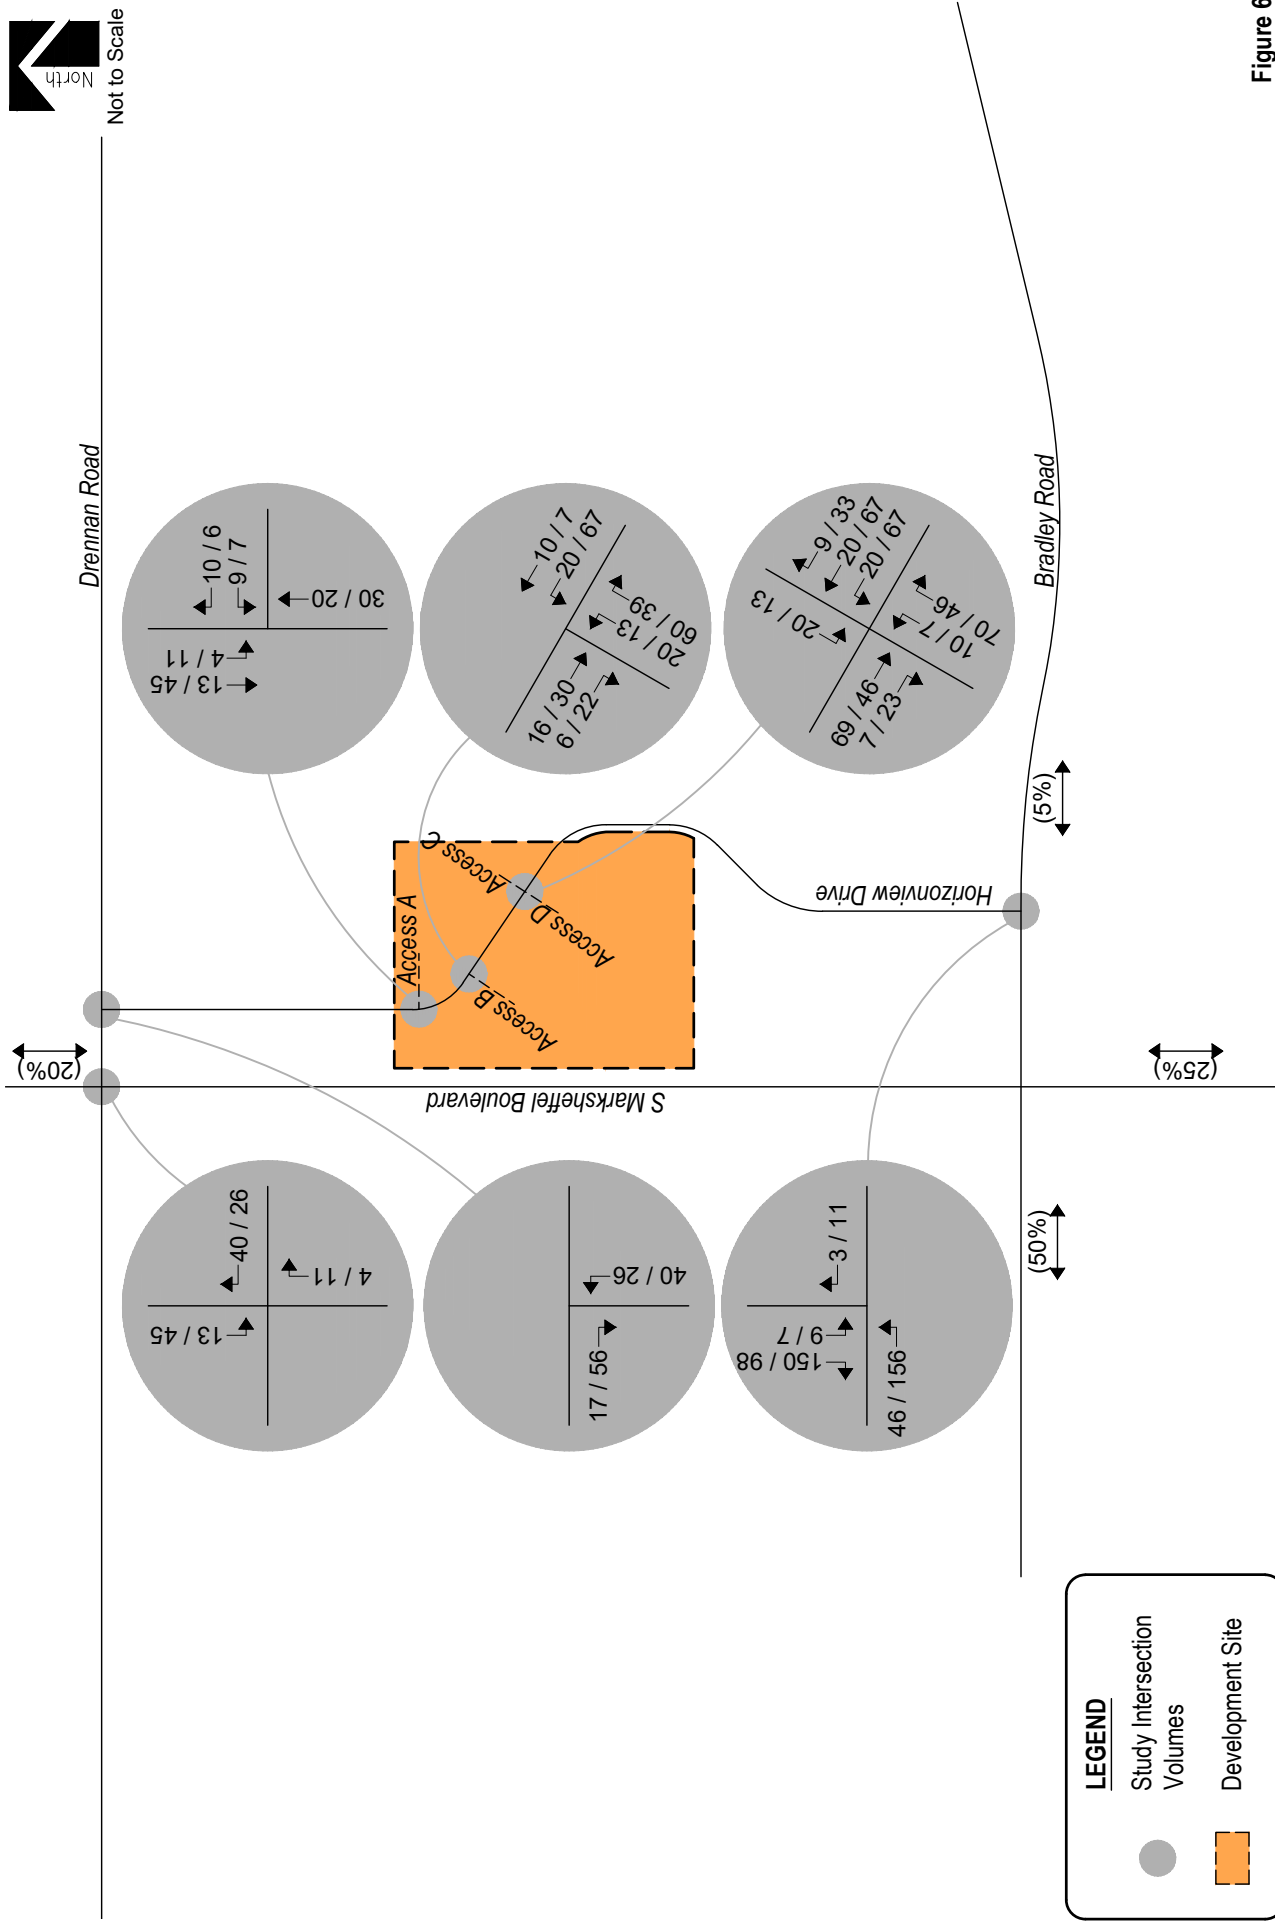 North
Not to Scale
Drennan Road
(20%)
40 / 26
13 / 45
4 / 11
10 / 6
9 / 7
4 / 11
13 / 45
30 / 20
Access A
Access C
Access B
Access D
S Marksheffel Boulevard
17 / 56
40 / 26
10 / 7
20 / 67
16 / 30
6 / 22
20 / 13
60 / 39
3 / 11
9 / 7
150 / 98
46 / 156
20 / 13
9 / 33
20 / 67
20 / 67
69 / 46
7 / 23
10 / 7
70 / 46
Horizonview Drive
Bradley Road
(50%)
(5%)
(25%)
LEGEND
Study Intersection
Volumes
Development Site
Figure 6